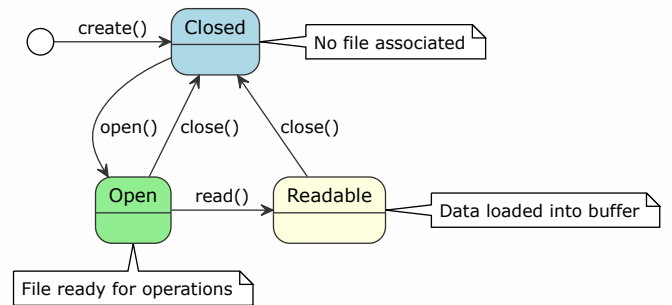 create()
Closed
No file associated
open()
close()
close()
Open
read()
Readable
Data loaded into buffer
File ready for operations